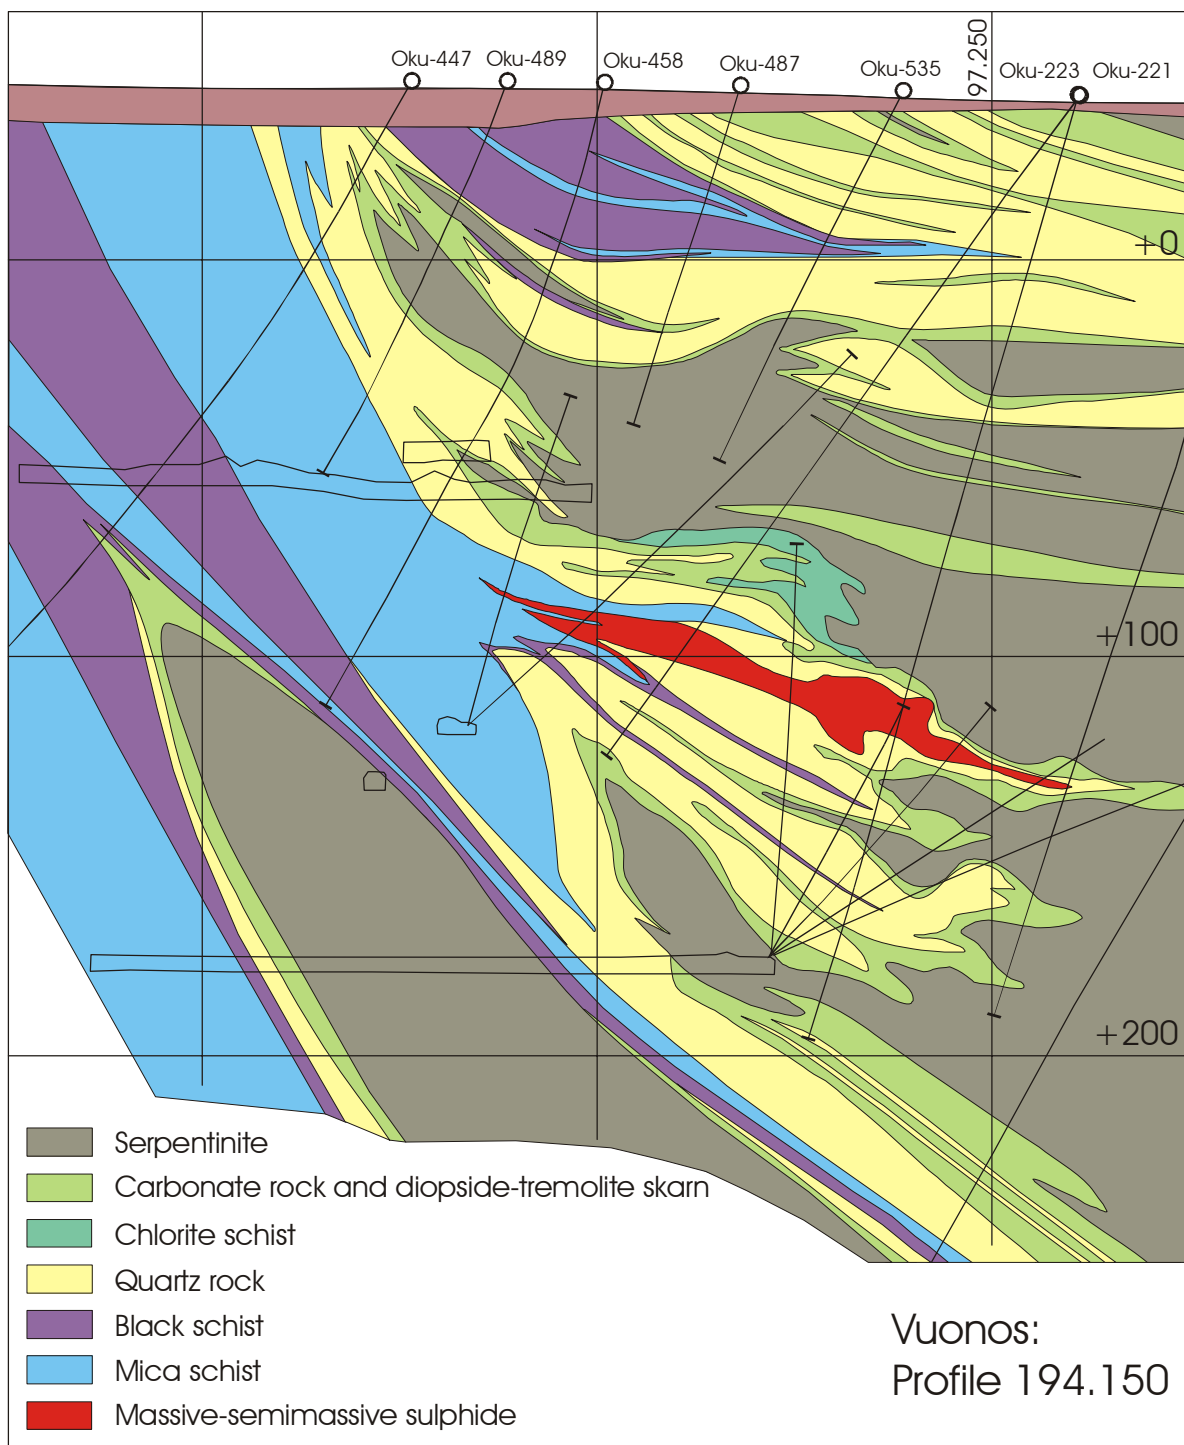 Oku-447
Oku-489
Oku-458
Oku-487
Oku-535
97.250
Oku-223
Oku-221
+0
+100
+200
Serpentinite
Carbonate rock and diopside-tremolite skarn
Chlorite schist
Quartz rock
Black schist
Mica schist
Massive-semimassive sulphide
Vuonos:
Profile 194.150